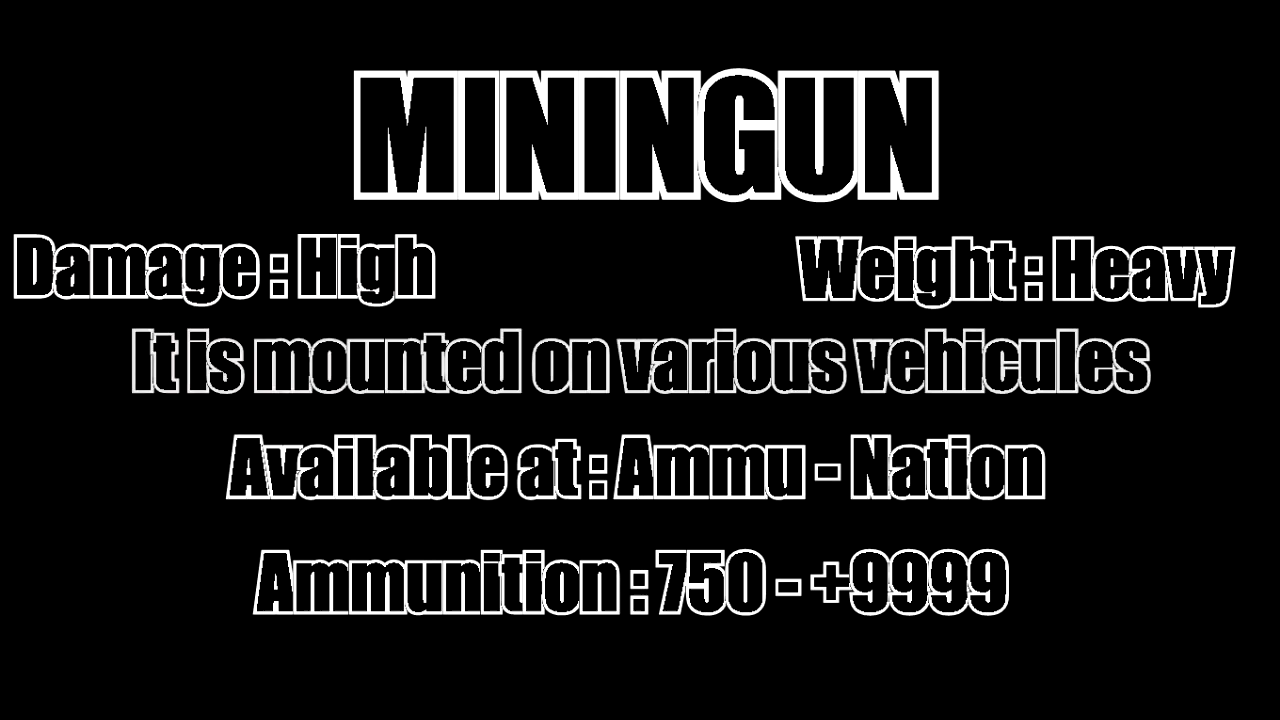 MININGUN
Damage : High Weight : Heavy
It is mounted on various vehicules
Available at : Ammu - Nation
Ammunition : 750 - +9999